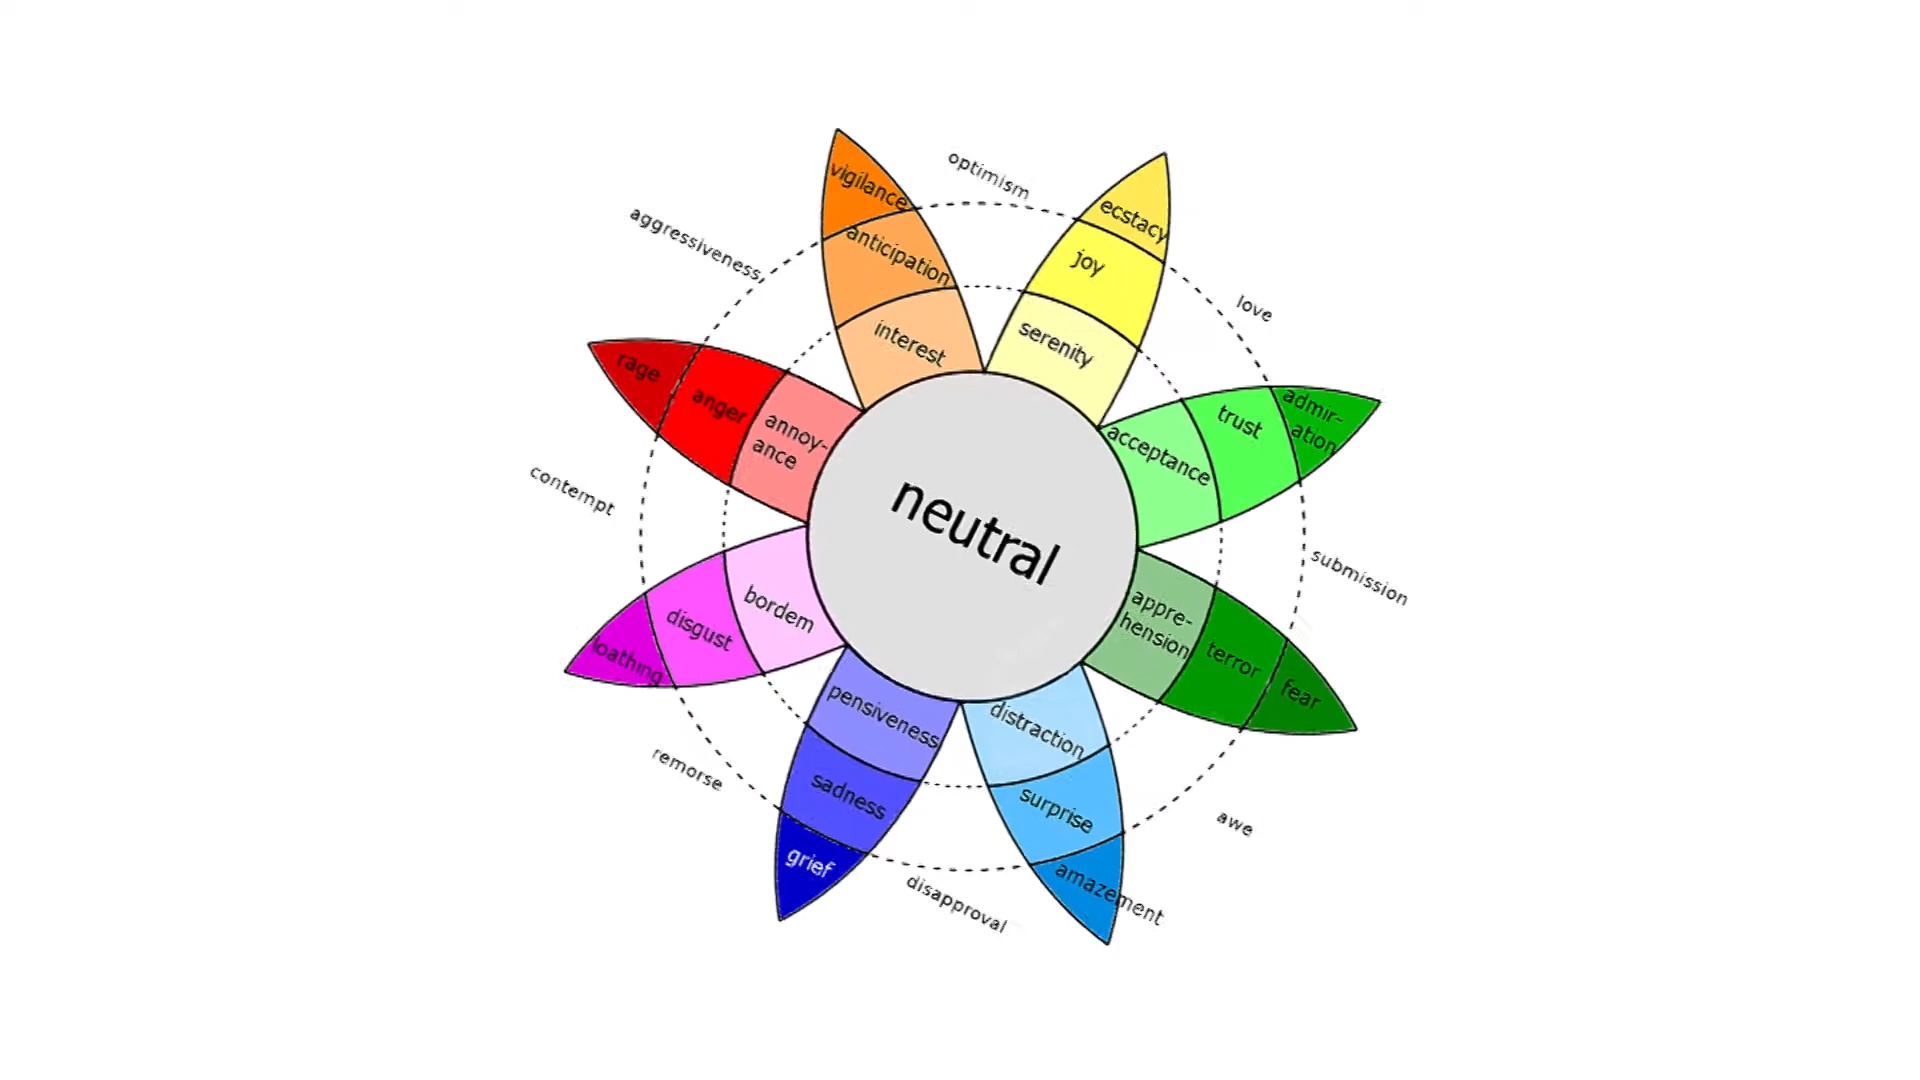 optimism
vigilance
ecstacy
aggressiveness,
anticipation
joy
love
interest
serenity
rage
anger
annoy-
ance
admir-
ation
trust
acceptance
contempt
neutral
submission
bordem
disgust
loathing
appre-
hension
terror
fear
pensiveness
distraction
remorse
sadness
surprise
awe
grief
amazement
disapproval